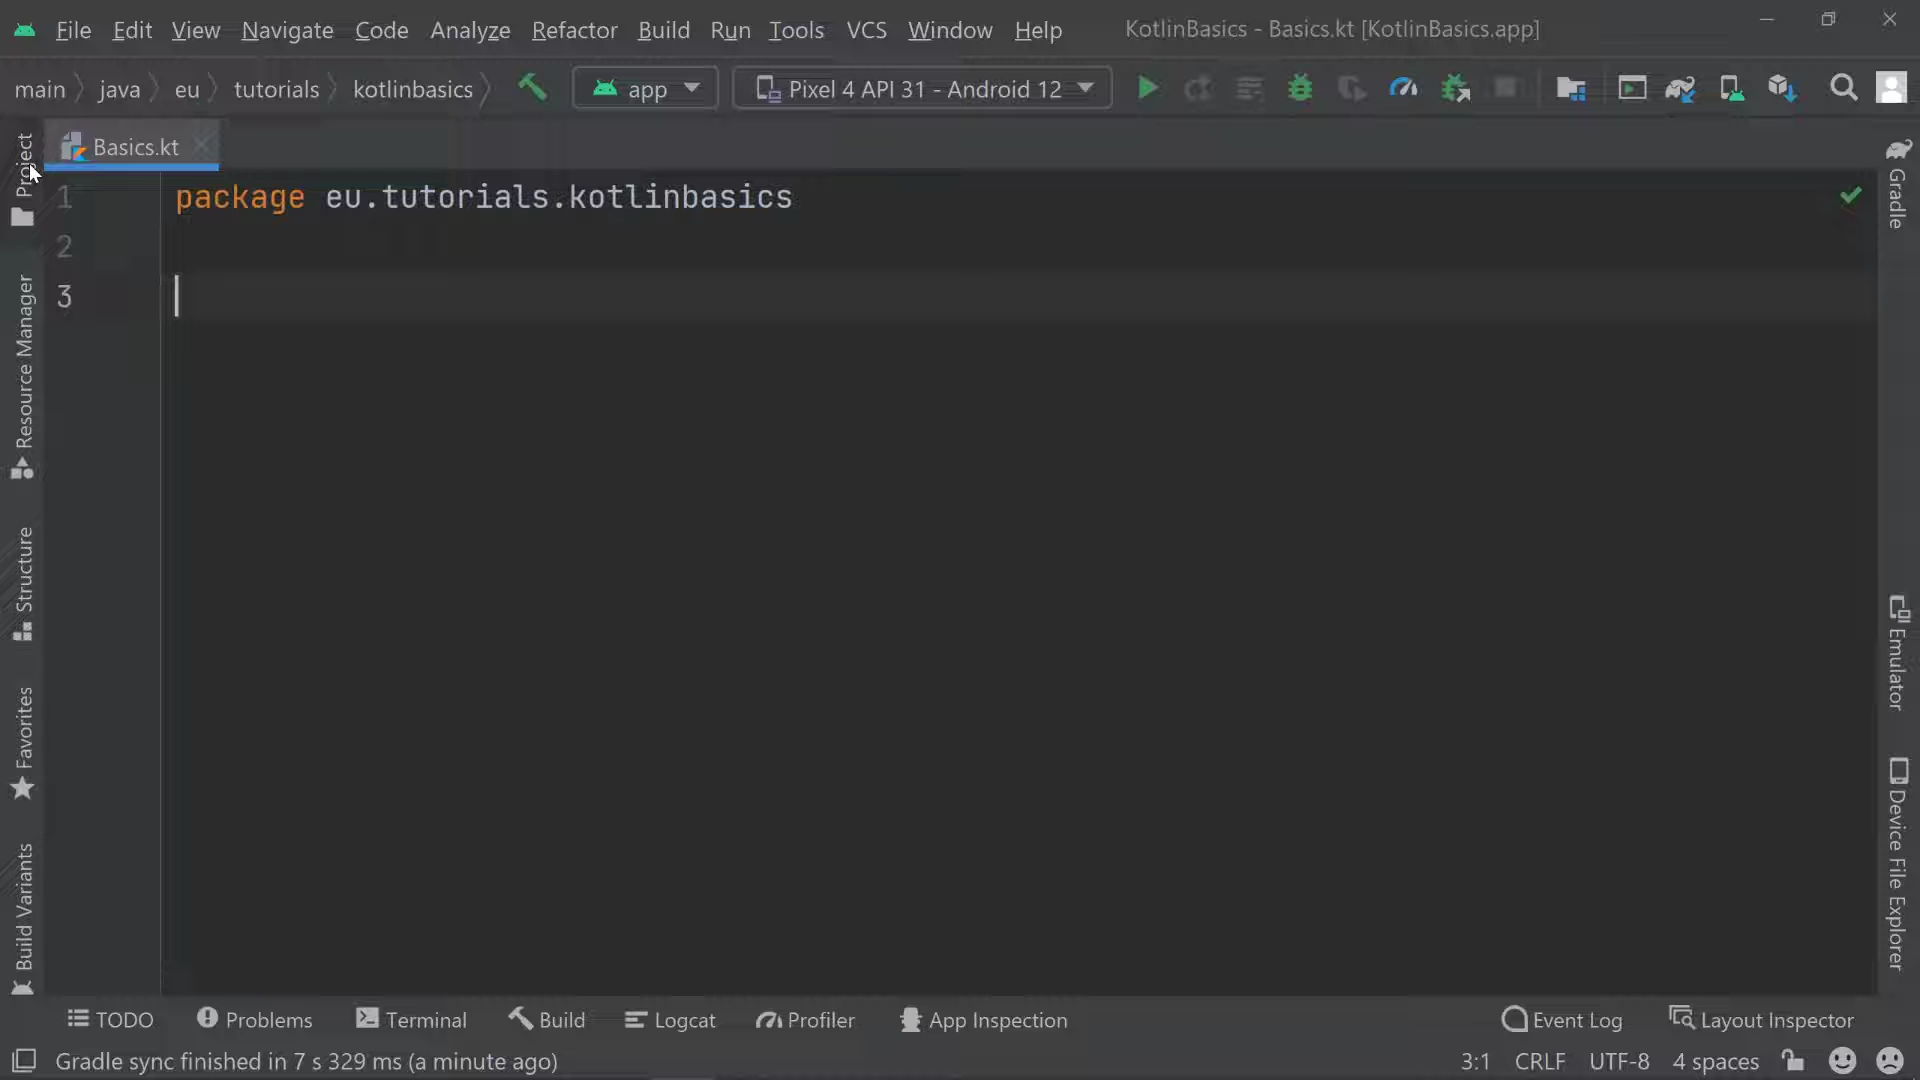 File Edit View Navigate Code Analyze Refactor Build Run Tools VCS Window Help KotlinBasics - Basics.kt [KotlinBasics.app]
main java eu tutorials kotlinbasics app Pixel 4 API 31 - Android 12
Basics.kt
Project
Resource Manager
Structure
Favorites
Build Variants
1 package eu.tutorials.kotlinbasics
2
3
Gradle
Emulator
Device File Explorer
TODO Problems Terminal Build Logcat Profiler App Inspection Event Log Layout Inspector
Gradle sync finished in 7 s 329 ms (a minute ago) 3:1 CRLF UTF-8 4 spaces